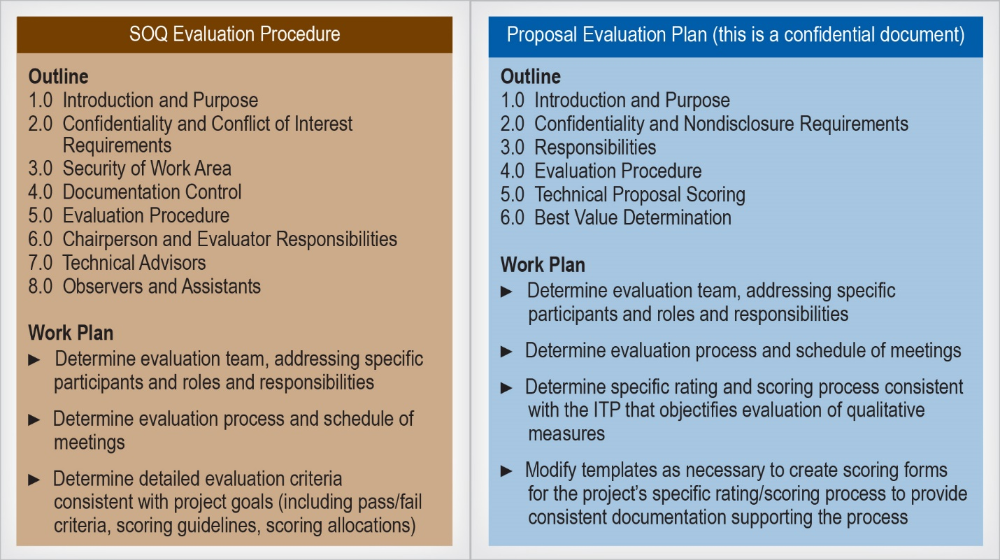 SOQ Evaluation Procedure
Outline
1.0 Introduction and Purpose
2.0 Confidentiality and Conflict of Interest
Requirements
3.0 Security of Work Area
4.0 Documentation Control
5.0 Evaluation Procedure
6.0 Chairperson and Evaluator Responsibilities
7.0 Technical Advisors
8.0 Observers and Assistants
Work Plan
► Determine evaluation team, addressing specific
participants and roles and responsibilities
► Determine evaluation process and schedule of
meetings
► Determine detailed evaluation criteria
consistent with project goals (including pass/fail
criteria, scoring guidelines, scoring allocations)
Proposal Evaluation Plan (this is a confidential document)
Outline
1.0 Introduction and Purpose
2.0 Confidentiality and Nondisclosure Requirements
3.0 Responsibilities
4.0 Evaluation Procedure
5.0 Technical Proposal Scoring
6.0 Best Value Determination
Work Plan
► Determine evaluation team, addressing specific
participants and roles and responsibilities
► Determine evaluation process and schedule of meetings
► Determine specific rating and scoring process consistent
with the ITP that objectifies evaluation of qualitative
measures
► Modify templates as necessary to create scoring forms
for the project's specific rating/scoring process to provide
consistent documentation supporting the process